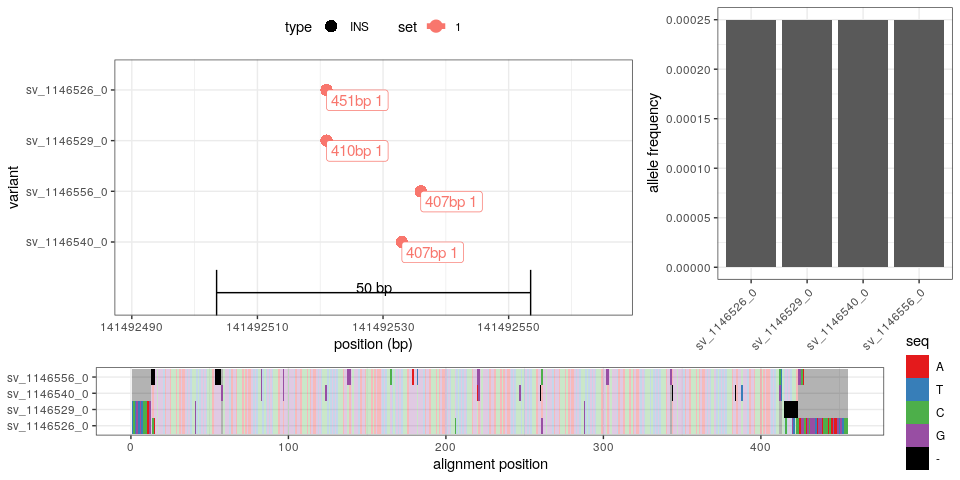 type INS set 1
variant
sv_1146526_0
sv_1146529_0
sv_1146556_0
sv_1146540_0
451bp 1
410bp 1
407bp 1
407bp 1
50 bp
141492490 141492510 141492530 141492550
position (bp)
allele frequency
0.00025
0.00020
0.00015
0.00010
0.00005
0.00000
sv_1146526_0 sv_1146529_0 sv_1146540_0 sv_1146556_0
sv_1146556_0
sv_1146540_0
sv_1146529_0
sv_1146526_0
0 100 200 300 400
alignment position
seq
A
T
C
G
-